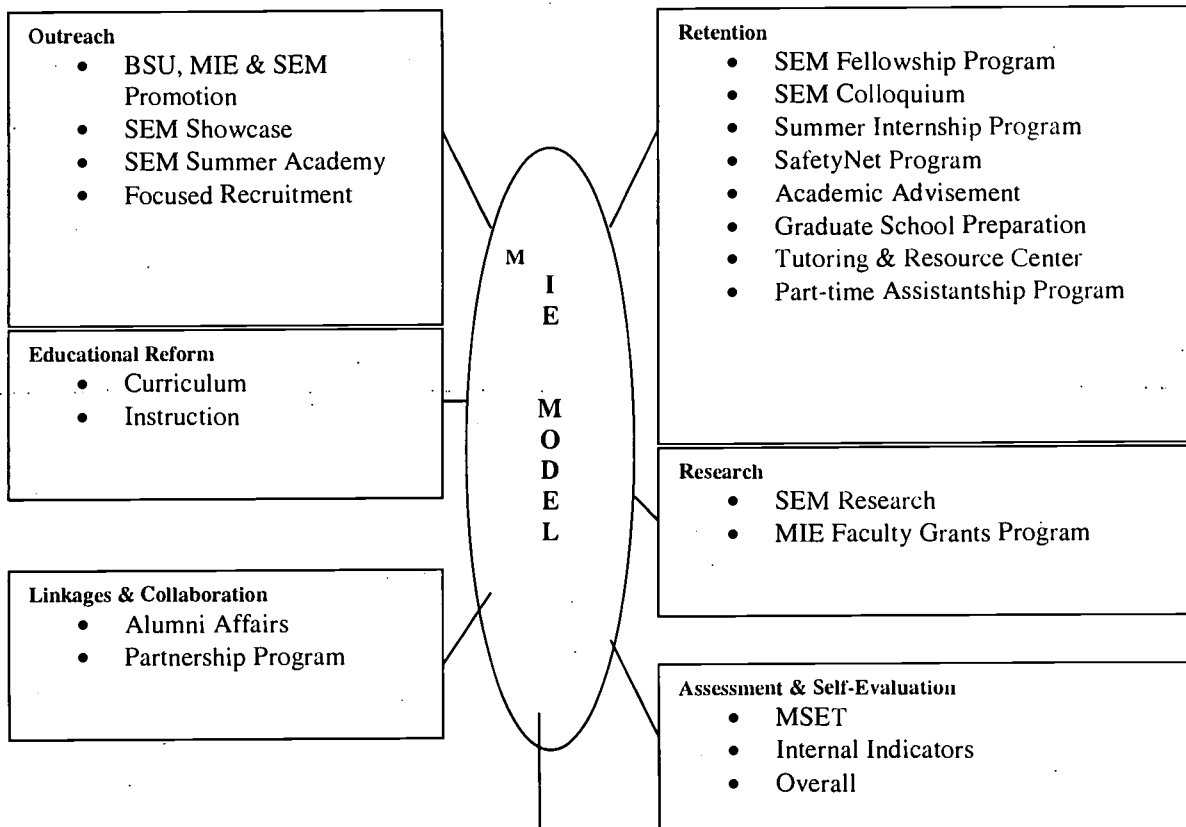 Outreach
• BSU, MIE & SEM
Promotion
• SEM Showcase
• SEM Summer Academy
• Focused Recruitment
Educational Reform
• Curriculum
• Instruction
Linkages & Collaboration
• Alumni Affairs
• Partnership Program
M
I
E
M
O
D
E
L
Retention
• SEM Fellowship Program
• SEM Colloquium
• Summer Internship Program
• SafetyNet Program
• Academic Advisement
• Graduate School Preparation
• Tutoring & Resource Center
• Part-time Assistantship Program
Research
• SEM Research
• MIE Faculty Grants Program
Assessment & Self-Evaluation
• MSET
• Internal Indicators
• Overall